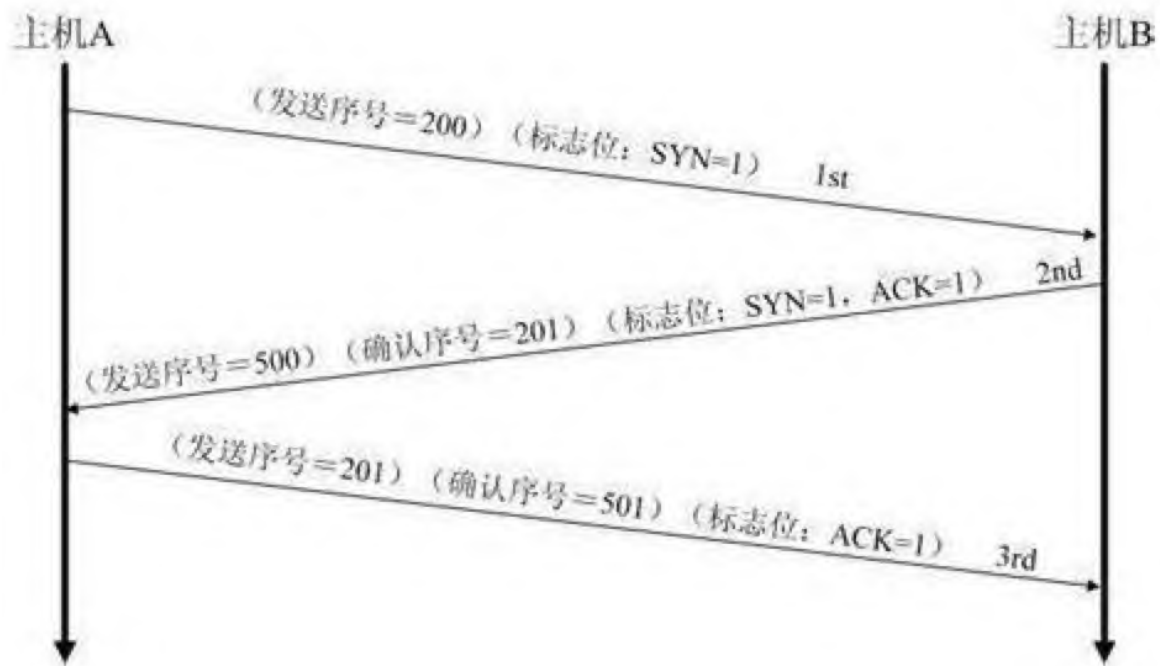 主机A
主机B
（发送序号＝200）（标志位：SYN=1） 1st
（发送序号＝500）（确认序号＝201）（标志位：SYN=1，ACK=1） 2nd
（发送序号＝201）（确认序号＝501）（标志位：ACK=1） 3rd